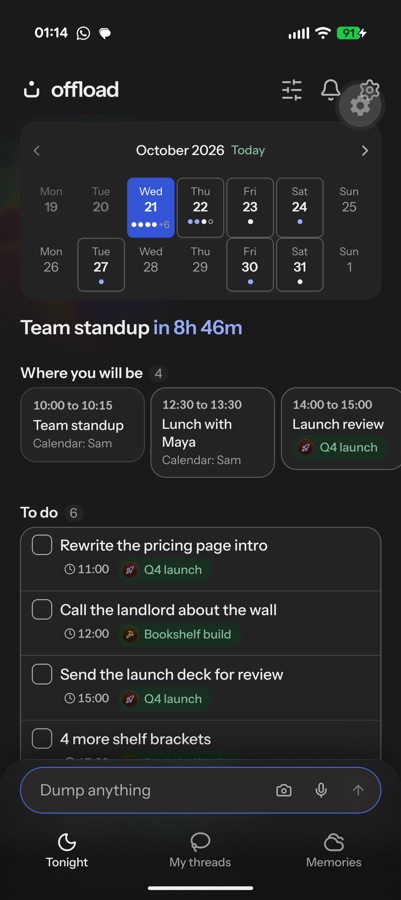 01:14
91
offload
October 2026 Today
Mon Tue Wed Thu Fri Sat Sun
19 20 21 22 23 24 25
+6
Mon Tue Wed Thu Fri Sat Sun
26 27 28 29 30 31 1
Team standup in 8h 46m
Where you will be 4
10:00 to 10:15
Team standup
Calendar: Sam
12:30 to 13:30
Lunch with
Maya
Calendar: Sam
14:00 to 15:00
Launch review
Q4 launch
To do 6
Rewrite the pricing page intro
11:00 Q4 launch
Call the landlord about the wall
12:00 Bookshelf build
Send the launch deck for review
15:00 Q4 launch
4 more shelf brackets
Dump anything
Tonight
My threads
Memories